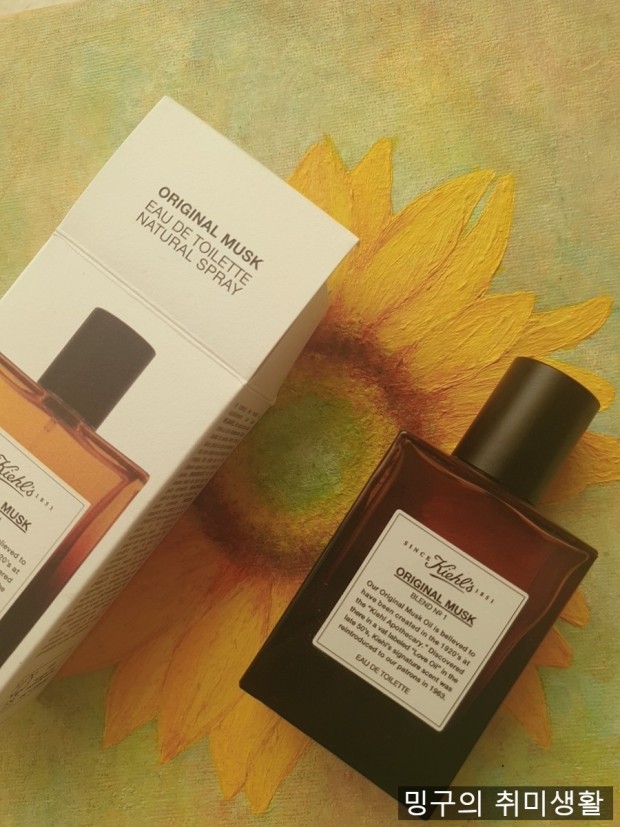 ORIGINAL MUSK
EAU DE TOILETTE
NATURAL SPRAY
Kiehl's
1851
MUSK
SINCE Kiehl's 1851
ORIGINAL MUSK
BLEND Nº 1
Our Original Musk Oil is believed to
have been created in the 1920's at
the "Kiehl Apothecary." Discovered
there in a vat labeled "Love Oil" in the
late 50's, Kiehl's signature scent was
reintroduced to our patrons in 1963.
EAU DE TOILETTE
밍구의 취미생활